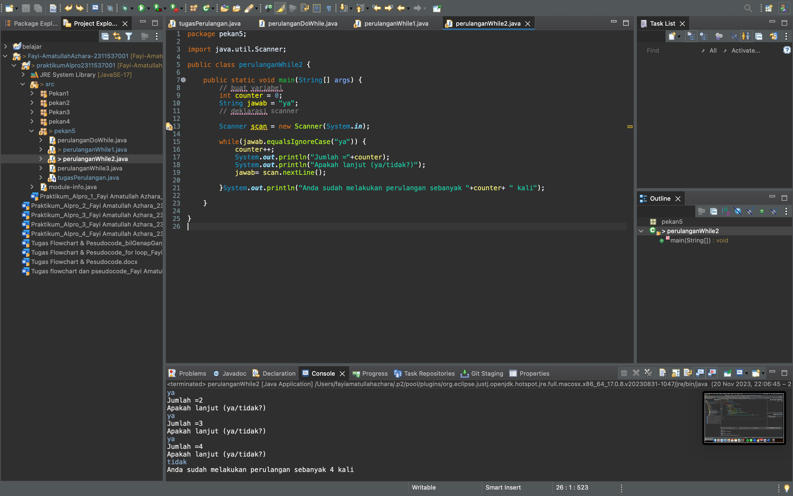 Package Expl...
Project Explo...
tugasPerulangan.java
perulanganDoWhile.java
perulanganWhile1.java
perulanganWhile2.java
Task List
belajar
> Fayi-AmatullahAzhara-2311537001 [Fayi-Amat
> praktikumAlpro2311537001 [Fayi-Amatullah
JRE System Library [JavaSE-17]
> src
Pekan1
pekan2
Pekan3
pekan4
> pekan5
perulanganDoWhile.java
> perulanganWhile1.java
> perulanganWhile2.java
perulanganWhile3.java
tugasPerulangan.java
module-info.java
Praktikum_Alpro_1_Fayi Amatullah Azhara_
Praktikum_Alpro_2_Fayi Amatullah Azhara_23
Praktikum_Alpro_3_Fayi Amatullah Azhara_23
Praktikum_Alpro_3_Fayi Amatullah Azhara_23
Praktikum_Alpro_4_Fayi Amatullah Azhara_23
Tugas Flowchart & Pesudocode_bilGenapGan
Tugas Flowchart & Pesudocode_for loop_Fayi
Tugas Flowchart & Pesudocode.docx
Tugas flowchart dan pseudocode_Fayi Amatu
1 package pekan5;
2
3 import java.util.Scanner;
4
5 public class perulanganWhile2 {
6
7 public static void main(String[] args) {
8 // buat variabel
9 int counter = 0;
10 String jawab = "ya";
11 // deklarasi scanner
12
13 Scanner scan = new Scanner(System.in);
14
15 while(jawab.equalsIgnoreCase("ya")) {
16 counter++;
17 System.out.println("Jumlah ="+counter);
18 System.out.println("Apakah lanjut (ya/tidak?)");
19 jawab= scan.nextLine();
20
21 }System.out.println("Anda sudah melakukan perulangan sebanyak "+counter+ " kali");
22
23 }
24
25 }
26
Find
All
Activate...
Outline
pekan5
> perulanganWhile2
main(String[]) : void
Problems
Javadoc
Declaration
Console
Progress
Task Repositories
Git Staging
Properties
<terminated> perulanganWhile2 [Java Application] /Users/fayiamatullahazhara/.p2/pool/plugins/org.eclipse.justj.openjdk.hotspot.jre.full.macosx.x86_64_17.0.8.v20230831-1047/jre/bin/java (20 Nov 2023, 22:06:45 – 2
ya
Jumlah =2
Apakah lanjut (ya/tidak?)
ya
Jumlah =3
Apakah lanjut (ya/tidak?)
ya
Jumlah =4
Apakah lanjut (ya/tidak?)
tidak
Anda sudah melakukan perulangan sebanyak 4 kali
Writable
Smart Insert
26 : 1 : 523